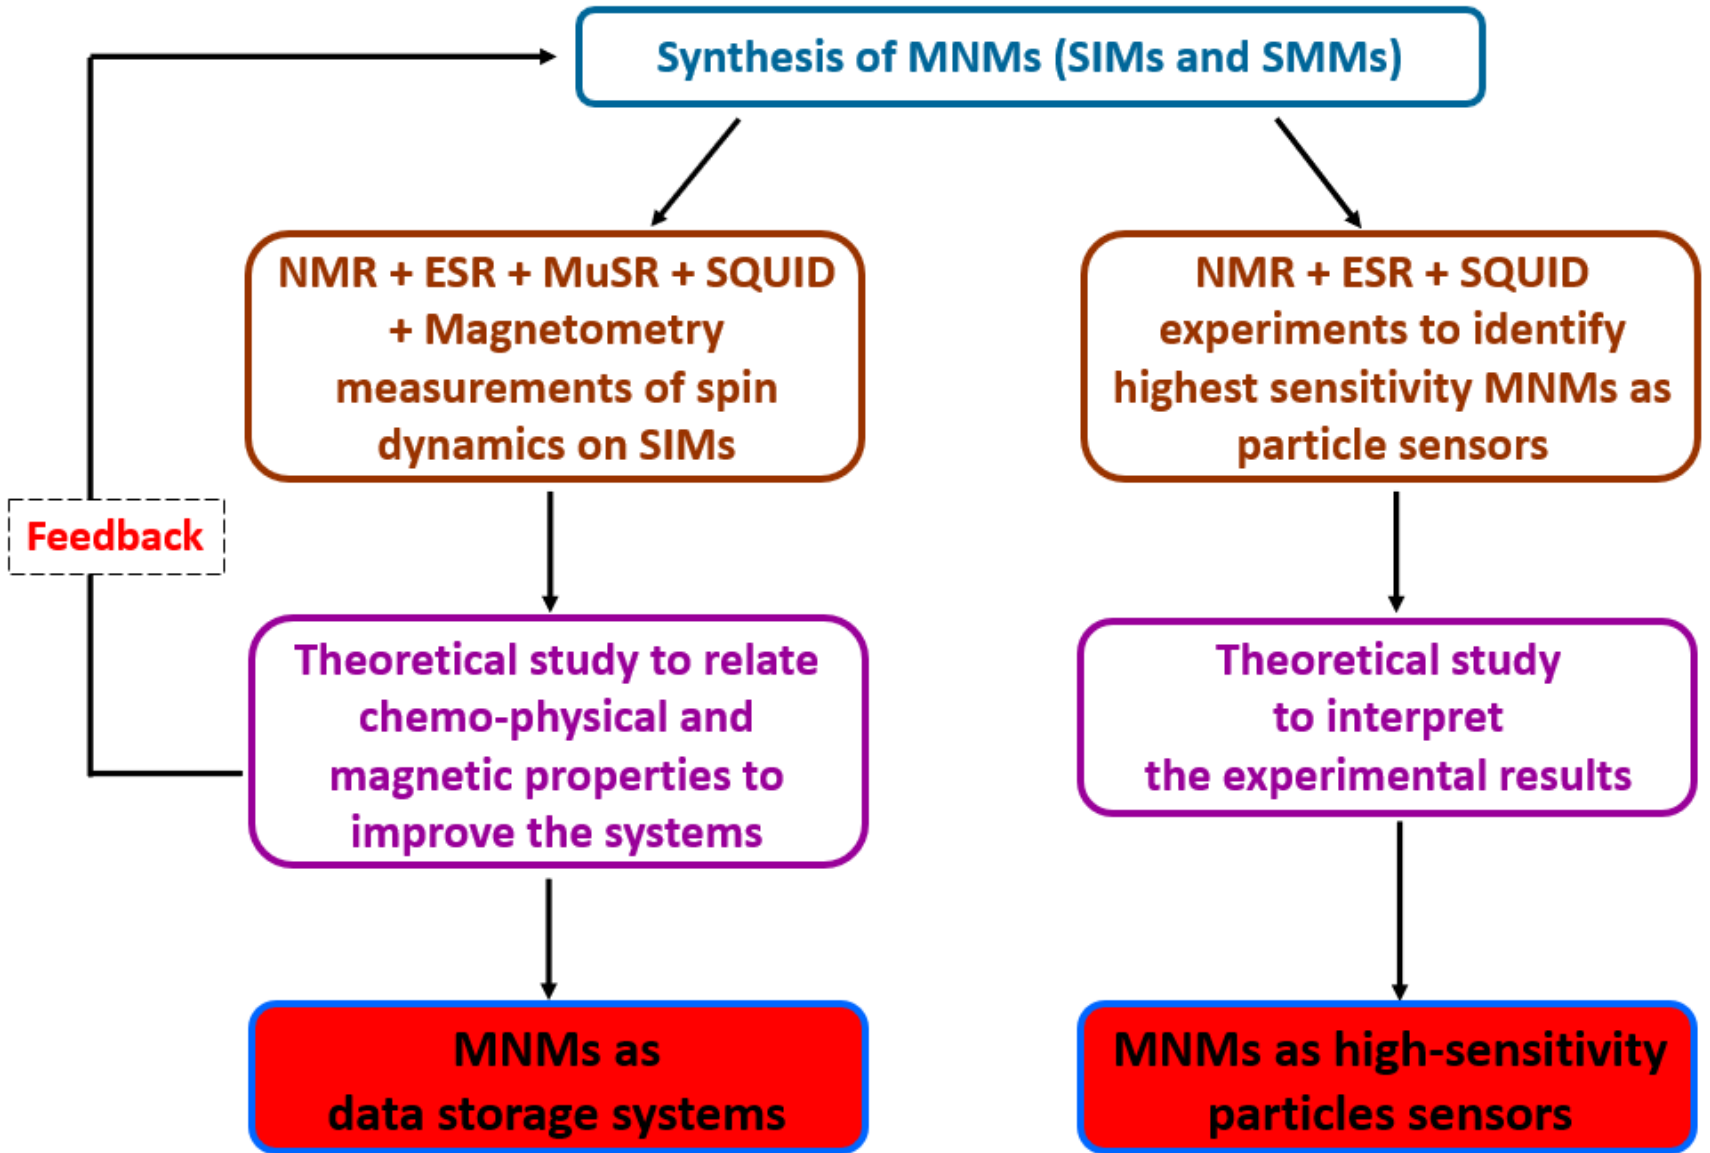 Synthesis of MNMs (SIMs and SMMs)
NMR + ESR + MuSR + SQUID
+ Magnetometry
measurements of spin
dynamics on SIMs
NMR + ESR + SQUID
experiments to identify
highest sensitivity MNMs as
particle sensors
Feedback
Theoretical study to relate
chemo-physical and
magnetic properties to
improve the systems
Theoretical study
to interpret
the experimental results
MNMs as
data storage systems
MNMs as high-sensitivity
particles sensors